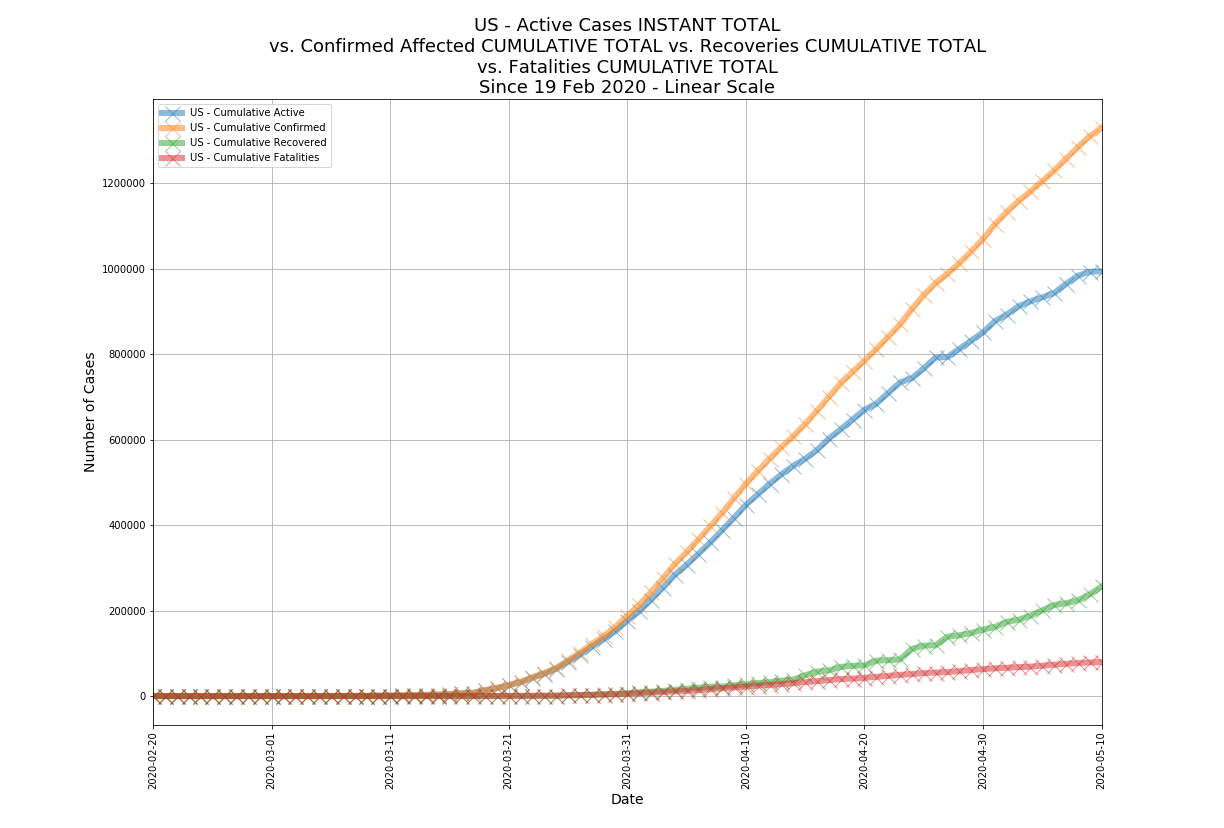 US - Active Cases INSTANT TOTAL
vs. Confirmed Affected CUMULATIVE TOTAL vs. Recoveries CUMULATIVE TOTAL
vs. Fatalities CUMULATIVE TOTAL
Since 19 Feb 2020 - Linear Scale
US - Cumulative Active
US - Cumulative Confirmed
US - Cumulative Recovered
US - Cumulative Fatalities
1200000
1000000
800000
600000
400000
200000
0
Number of Cases
2020-02-20
2020-03-01
2020-03-11
2020-03-21
2020-03-31
2020-04-10
2020-04-20
2020-04-30
2020-05-10
Date